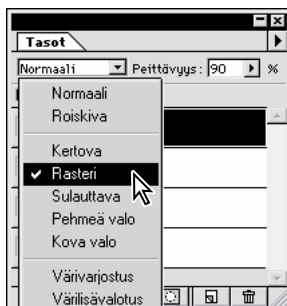 Tasot
Normaali Peittävyys: 90 %
Normaali
Roiskiva
Kertova
Rasteri
Sulauttava
Pehmeä valo
Kova valo
Värivarjostus
Värilisävalotus